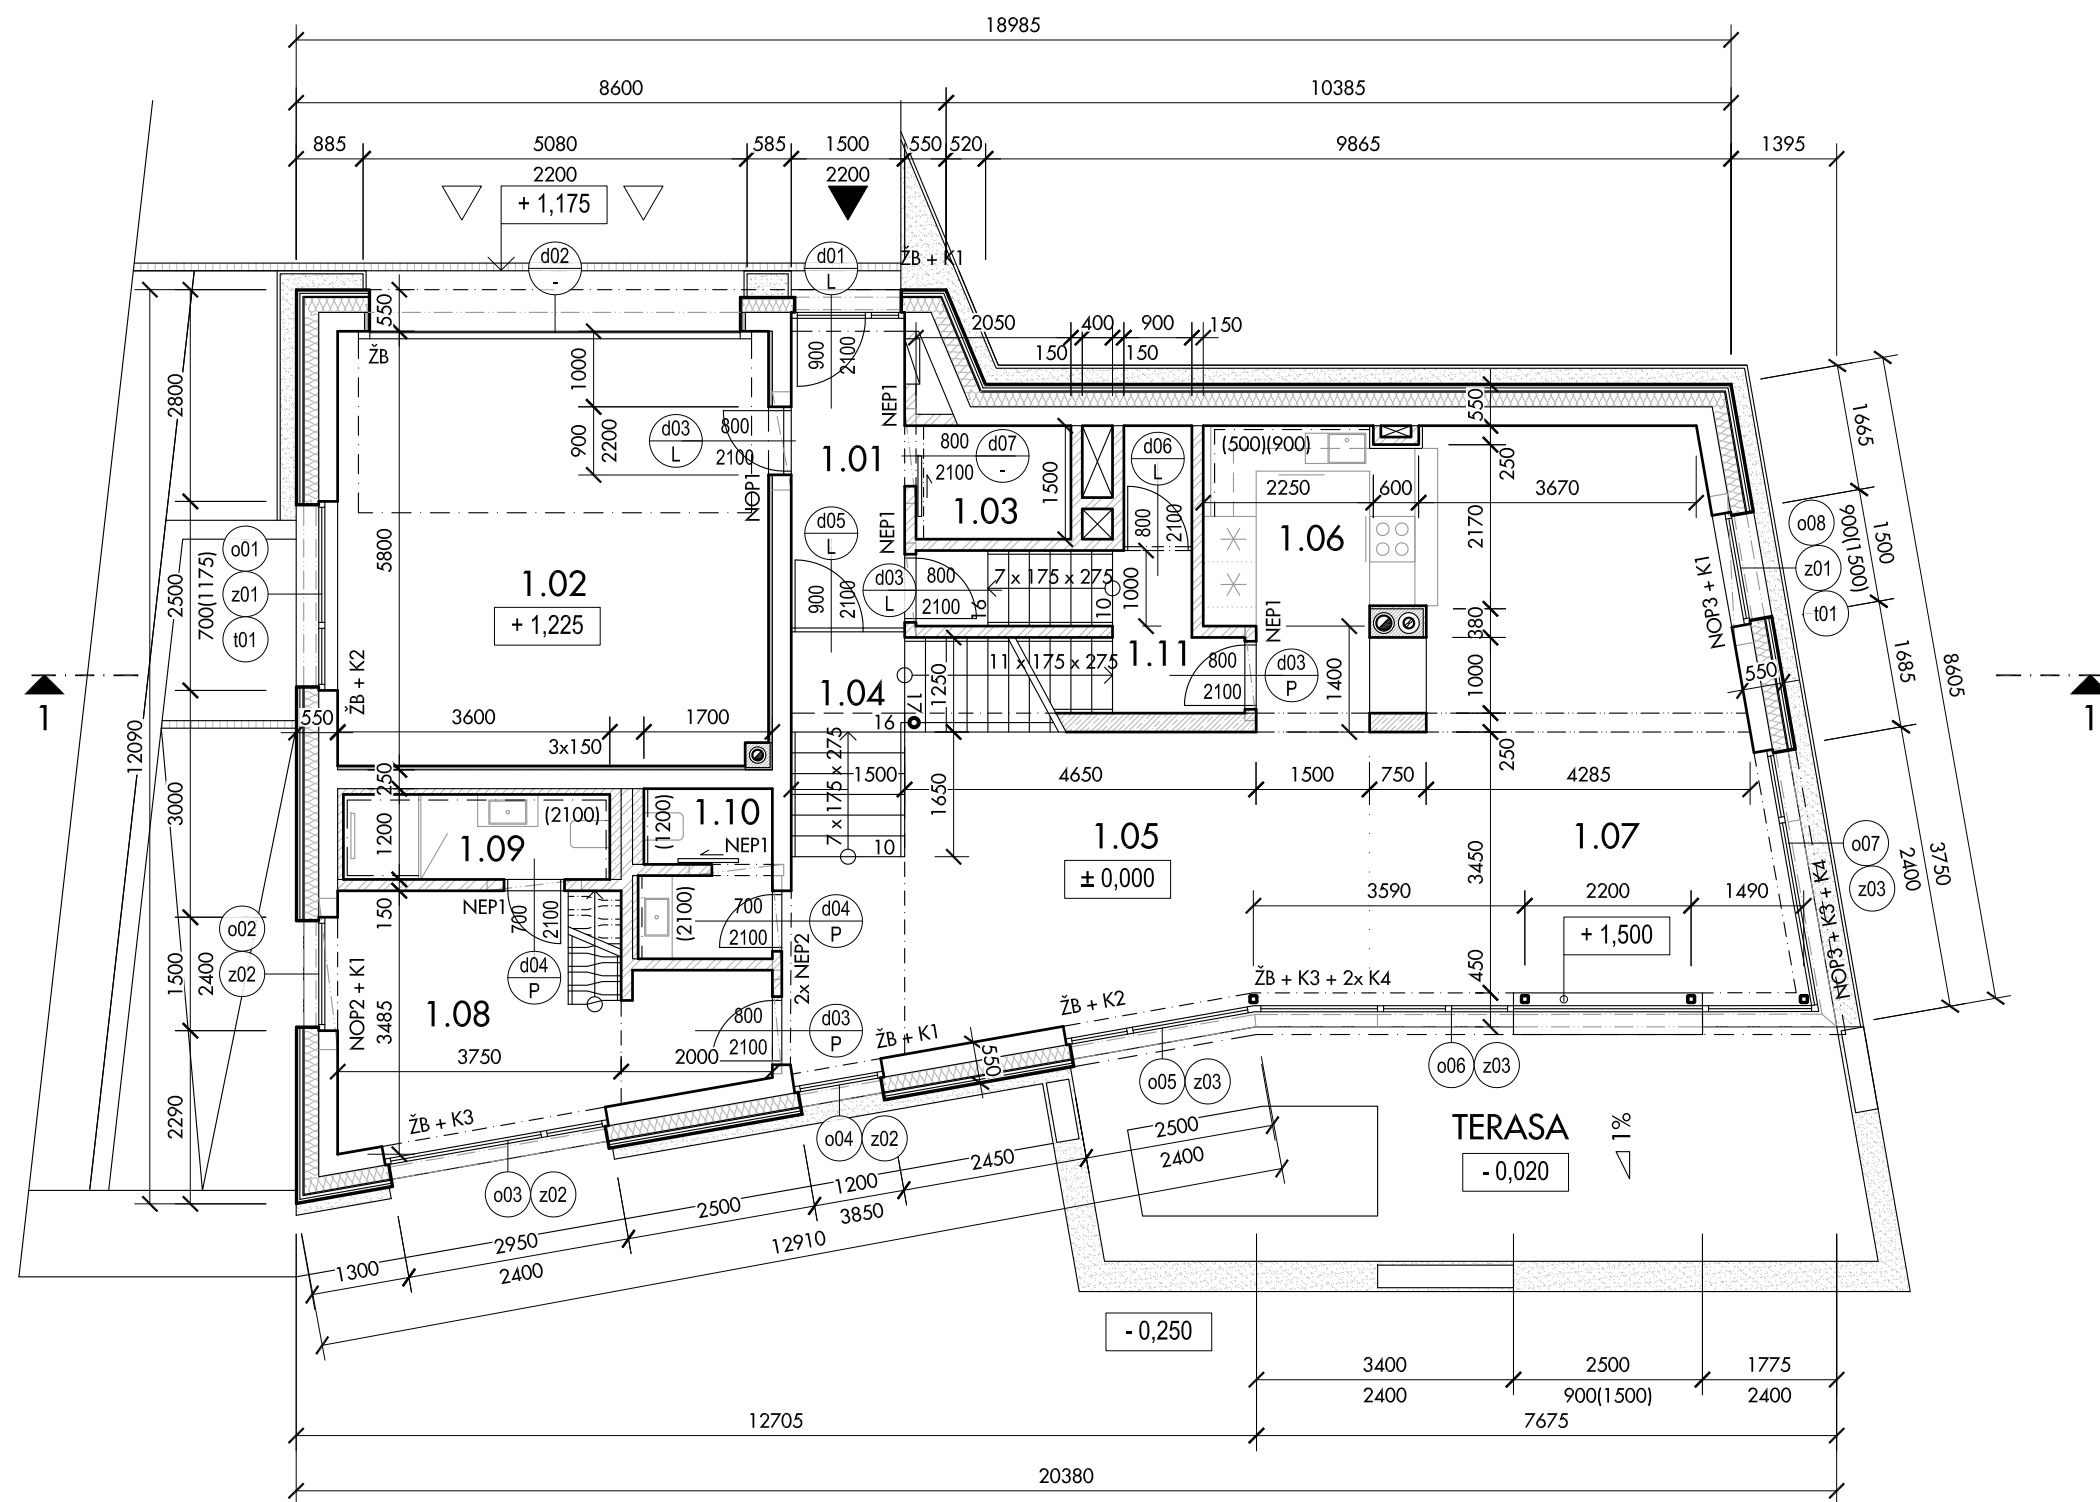 18985
8600
10385
885
5080
585
1500
550
520
9865
1395
2200
2200
+ 1,175
d02
-
d01
L
ŽB + K1
550
ŽB
2050
400
900
150
150
150
1000
900
2100
NEP1
550
250
1665
2800
900
2200
d03
L
800
2100
NOP1
1.01
800
2100
d07
-
1500
1.03
d06
L
800
2100
(500)(900)
2250
600
3670
1.06
2170
o08
z01
t01
900(1500)
1500
o01
z01
t01
700(1175)
2500
5800
1.02
+ 1,225
d05
L
900
2100
NEP1
d03
L
800
2100
16
7 x 175 x 275
10
1000
NEP1
380
NOP3 + K1
1685
8605
550
1
1
12090
ŽB + K2
550
3600
1700
3x150
1.04
17
16
1250
11 x 175 x 275
1.11
800
2100
d03
P
1400
1000
250
1500
4650
1500
750
4285
1650
7 x 175 x 275
10
250
3000
1200
(2100)
1.09
(1200)
1.10
NEP1
1.05
± 0,000
1.07
3450
o07
z03
2400
3750
NOP3 + K3 + K4
3590
2200
1490
+ 1,500
150
NEP1
700
2100
d04
P
(2100)
700
2100
d04
P
2x NEP2
o02
z02
1500
2400
NOP2 + K1
3485
1.08
3750
2000
800
2100
d03
P
ŽB + K3 + 2x K4
450
ŽB + K2
ŽB + K1
550
2290
ŽB + K3
o03
z02
o04
z02
o05
z03
o06
z03
TERASA
1%
- 0,020
2500
2400
2450
1200
3850
2500
2950
2400
1300
12910
- 0,250
3400
2500
1775
2400
900(1500)
2400
12705
7675
20380